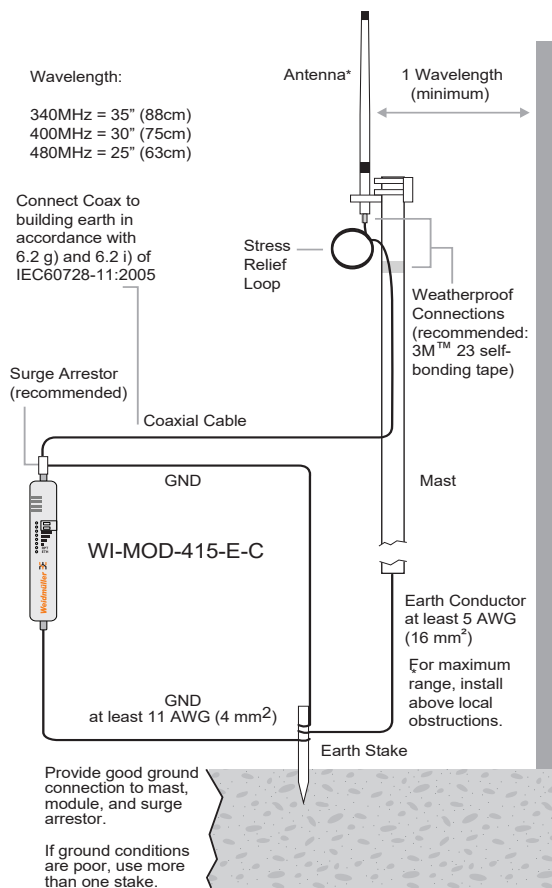 Wavelength:
340MHz = 35” (88cm)
400MHz = 30” (75cm)
480MHz = 25” (63cm)
Antenna*
1 Wavelength
(minimum)
Connect Coax to
building earth in
accordance with
6.2 g) and 6.2 i) of
IEC60728-11:2005
Stress
Relief
Loop
Weatherproof
Connections
(recommended:
3M™ 23 self-
bonding tape)
Surge Arrestor
(recommended)
Coaxial Cable
GND
Mast
WI-MOD-415-E-C
Weidmüller
Earth Conductor
at least 5 AWG
(16 mm²)
*For maximum
range, install
above local
obstructions.
GND
at least 11 AWG (4 mm2)
Earth Stake
Provide good ground
connection to mast,
module, and surge
arrestor.
If ground conditions
are poor, use more
than one stake.